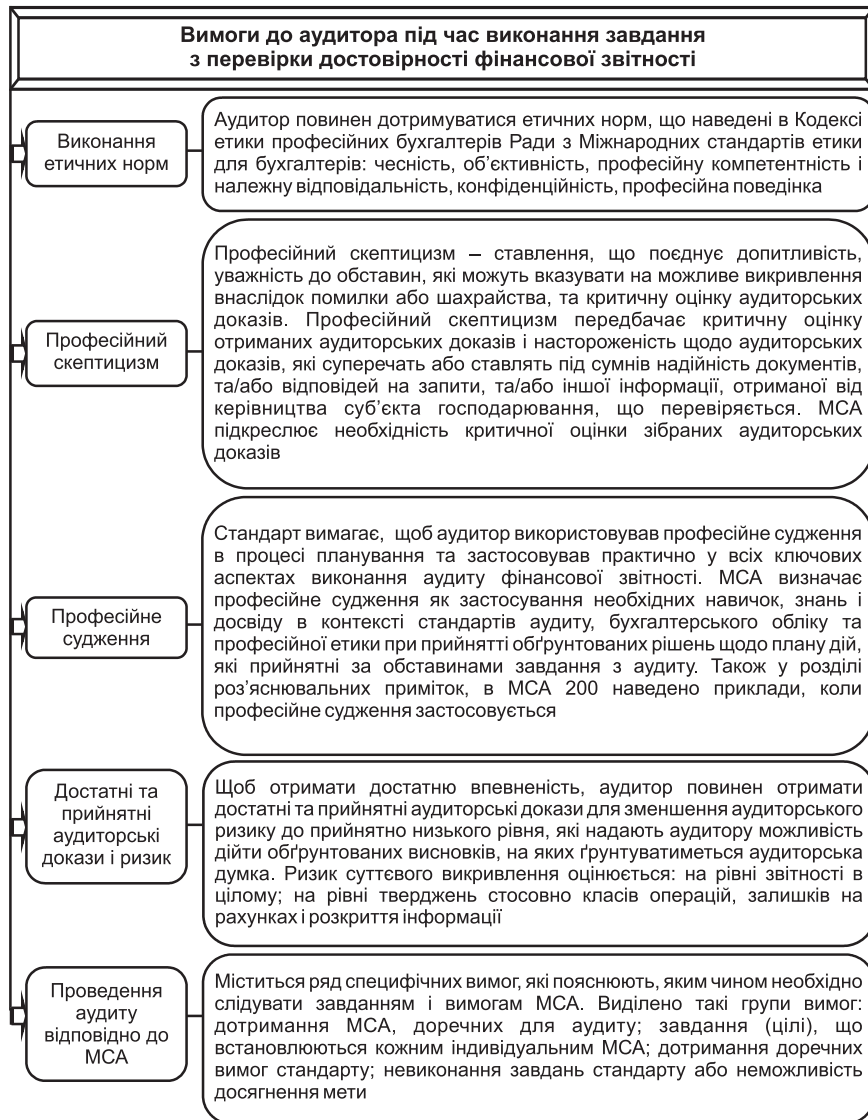 Вимоги до аудитора під час виконання завдання
з перевірки достовірності фінансової звітності
Виконання
етичних норм
Аудитор повинен дотримуватися етичних норм, що наведені в Кодексі
етики професійних бухгалтерів Ради з Міжнародних стандартів етики
для бухгалтерів: чесність, об’єктивність, професійну компетентність і
належну відповідальність, конфіденційність, професійна поведінка
Професійний
скептицизм
Професійний скептицизм – ставлення, що поєднує допитливість,
уважність до обставин, які можуть вказувати на можливе викривлення
внаслідок помилки або шахрайства, та критичну оцінку аудиторських
доказів. Професійний скептицизм передбачає критичну оцінку
отриманих аудиторських доказів і настороженість щодо аудиторських
доказів, які суперечать або ставлять під сумнів надійність документів,
та/або відповідей на запити, та/або іншої інформації, отриманої від
керівництва суб’єкта господарювання, що перевіряється. МСА
підкреслює необхідність критичної оцінки зібраних аудиторських
доказів
Професійне
судження
Стандарт вимагає, щоб аудитор використовував професійне судження
в процесі планування та застосовував практично у всіх ключових
аспектах виконання аудиту фінансової звітності. МСА визначає
професійне судження як застосування необхідних навичок, знань і
досвіду в контексті стандартів аудиту, бухгалтерського обліку та
професійної етики при прийнятті обґрунтованих рішень щодо плану дій,
які прийнятні за обставинами завдання з аудиту. Також у розділі
роз’яснювальних приміток, в МСА 200 наведено приклади, коли
професійне судження застосовується
Достатні та
прийнятні
аудиторські
докази і ризик
Щоб отримати достатню впевненість, аудитор повинен отримати
достатні та прийнятні аудиторські докази для зменшення аудиторського
ризику до прийнятно низького рівня, які надають аудитору можливість
дійти обґрунтованих висновків, на яких ґрунтуватиметься аудиторська
думка. Ризик суттєвого викривлення оцінюється: на рівні звітності в
цілому; на рівні тверджень стосовно класів операцій, залишків на
рахунках і розкриття інформації
Проведення
аудиту
відповідно до
МСА
Міститься ряд специфічних вимог, які пояснюють, яким чином необхідно
слідувати завданням і вимогам МСА. Виділено такі групи вимог:
дотримання МСА, доречних для аудиту; завдання (цілі), що
встановлюються кожним індивідуальним МСА; дотримання доречних
вимог стандарту; невиконання завдань стандарту або неможливість
досягнення мети